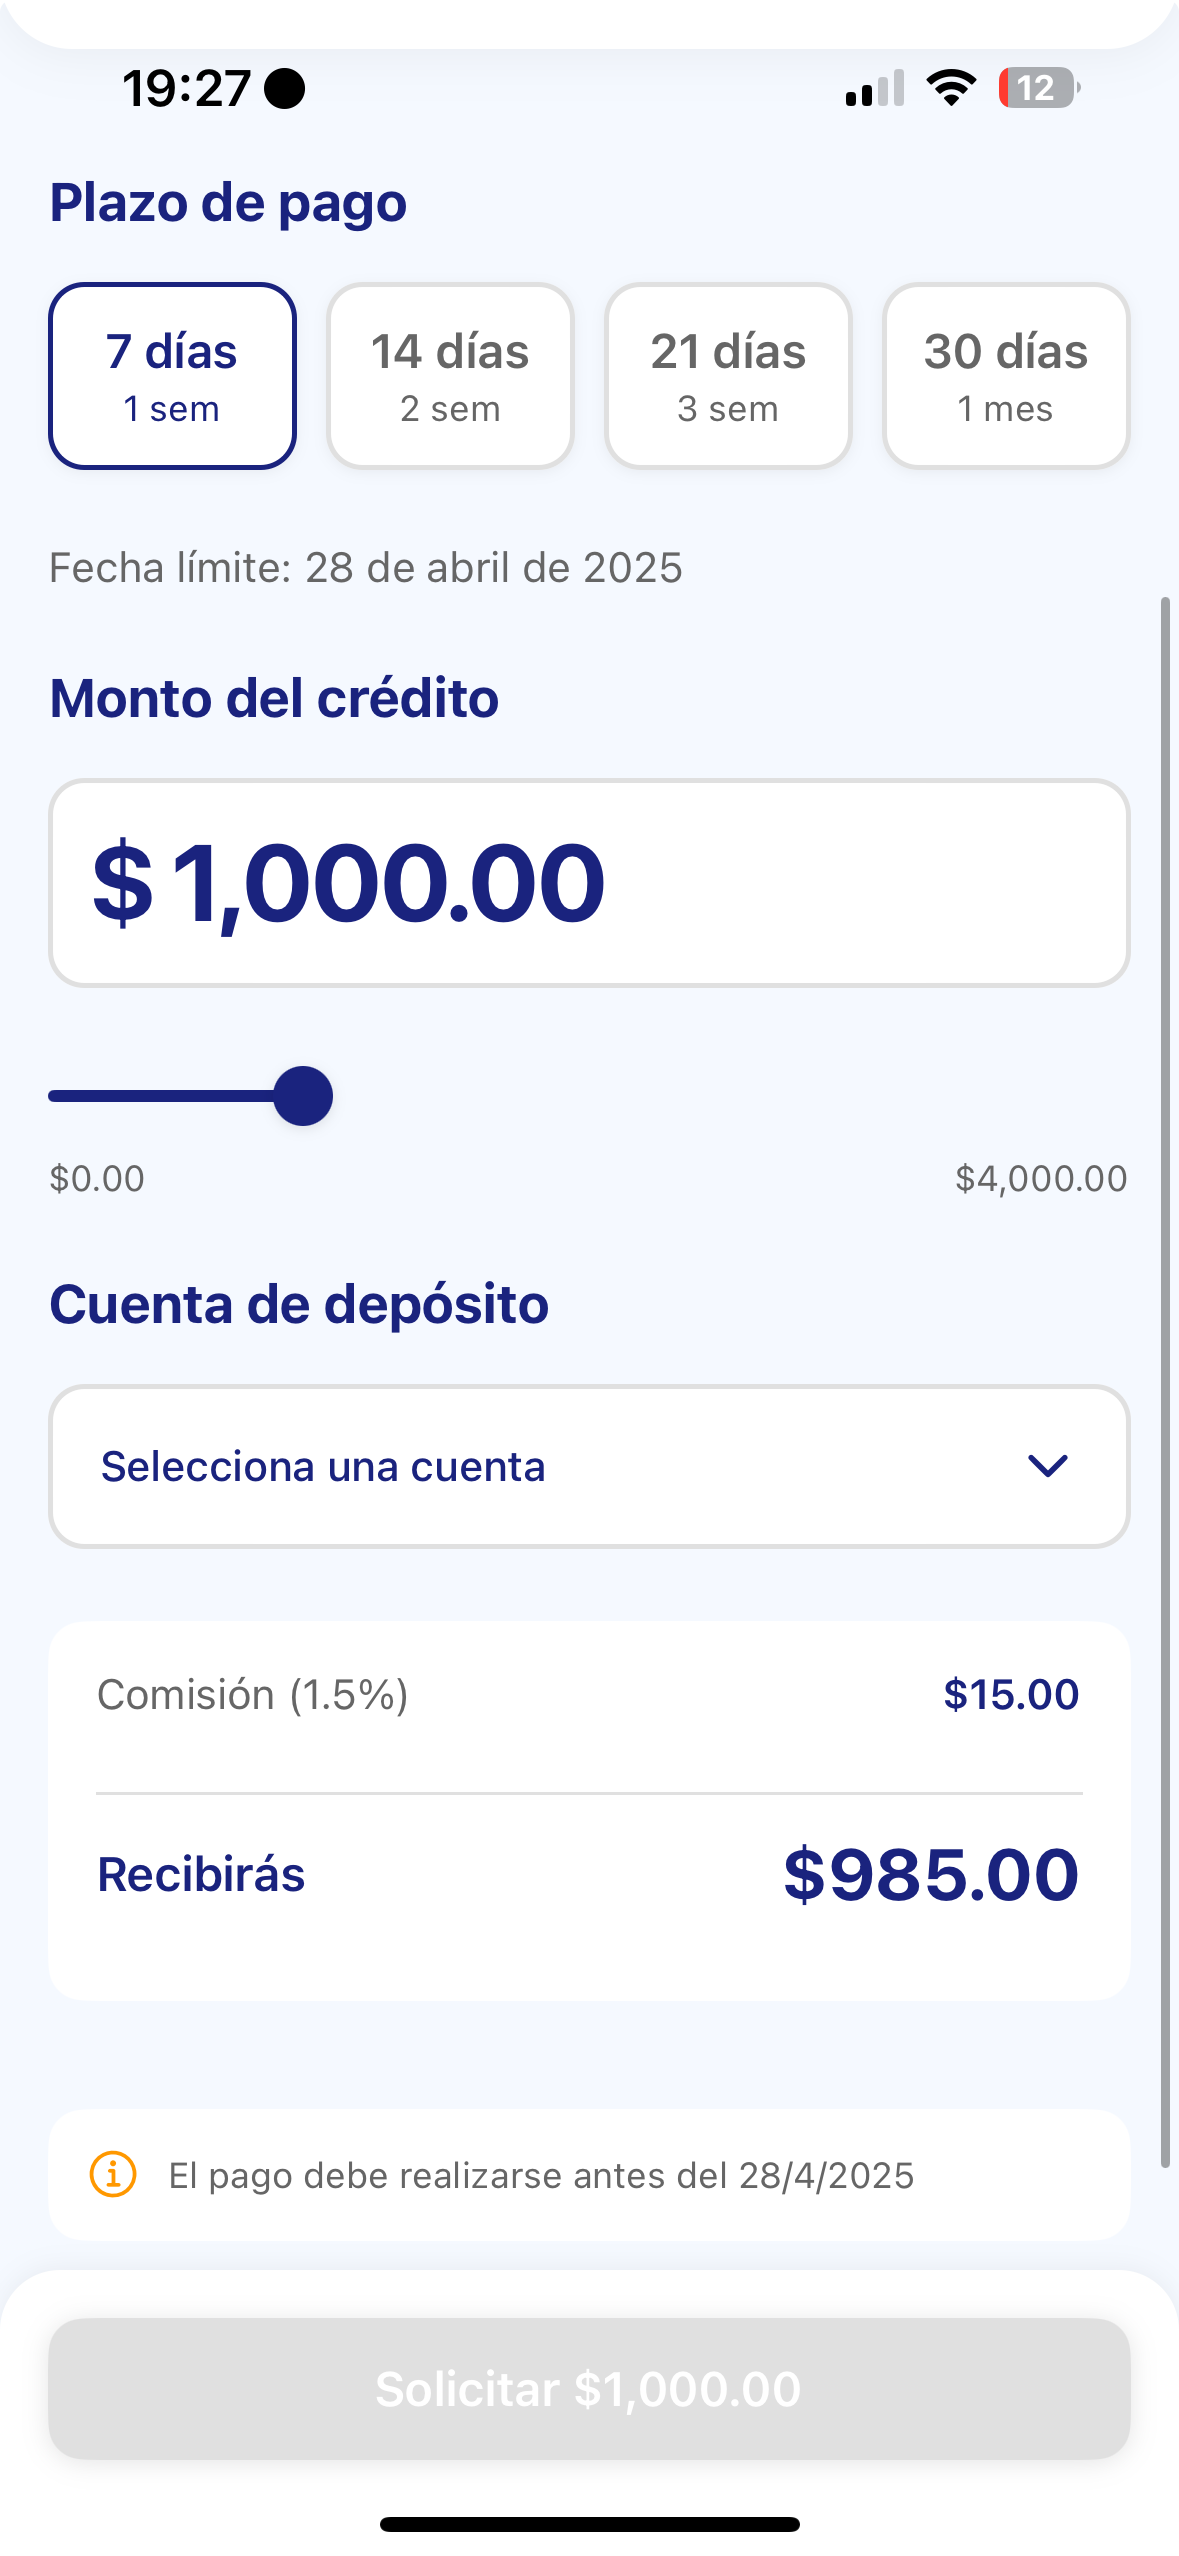 19:27
12
Plazo de pago
7 días
1 sem
14 días
2 sem
21 días
3 sem
30 días
1 mes
Fecha límite: 28 de abril de 2025
Monto del crédito
$ 1,000.00
$0.00
$4,000.00
Cuenta de depósito
Selecciona una cuenta
Comisión (1.5%)
$15.00
Recibirás
$985.00
El pago debe realizarse antes del 28/4/2025
Solicitar $1,000.00